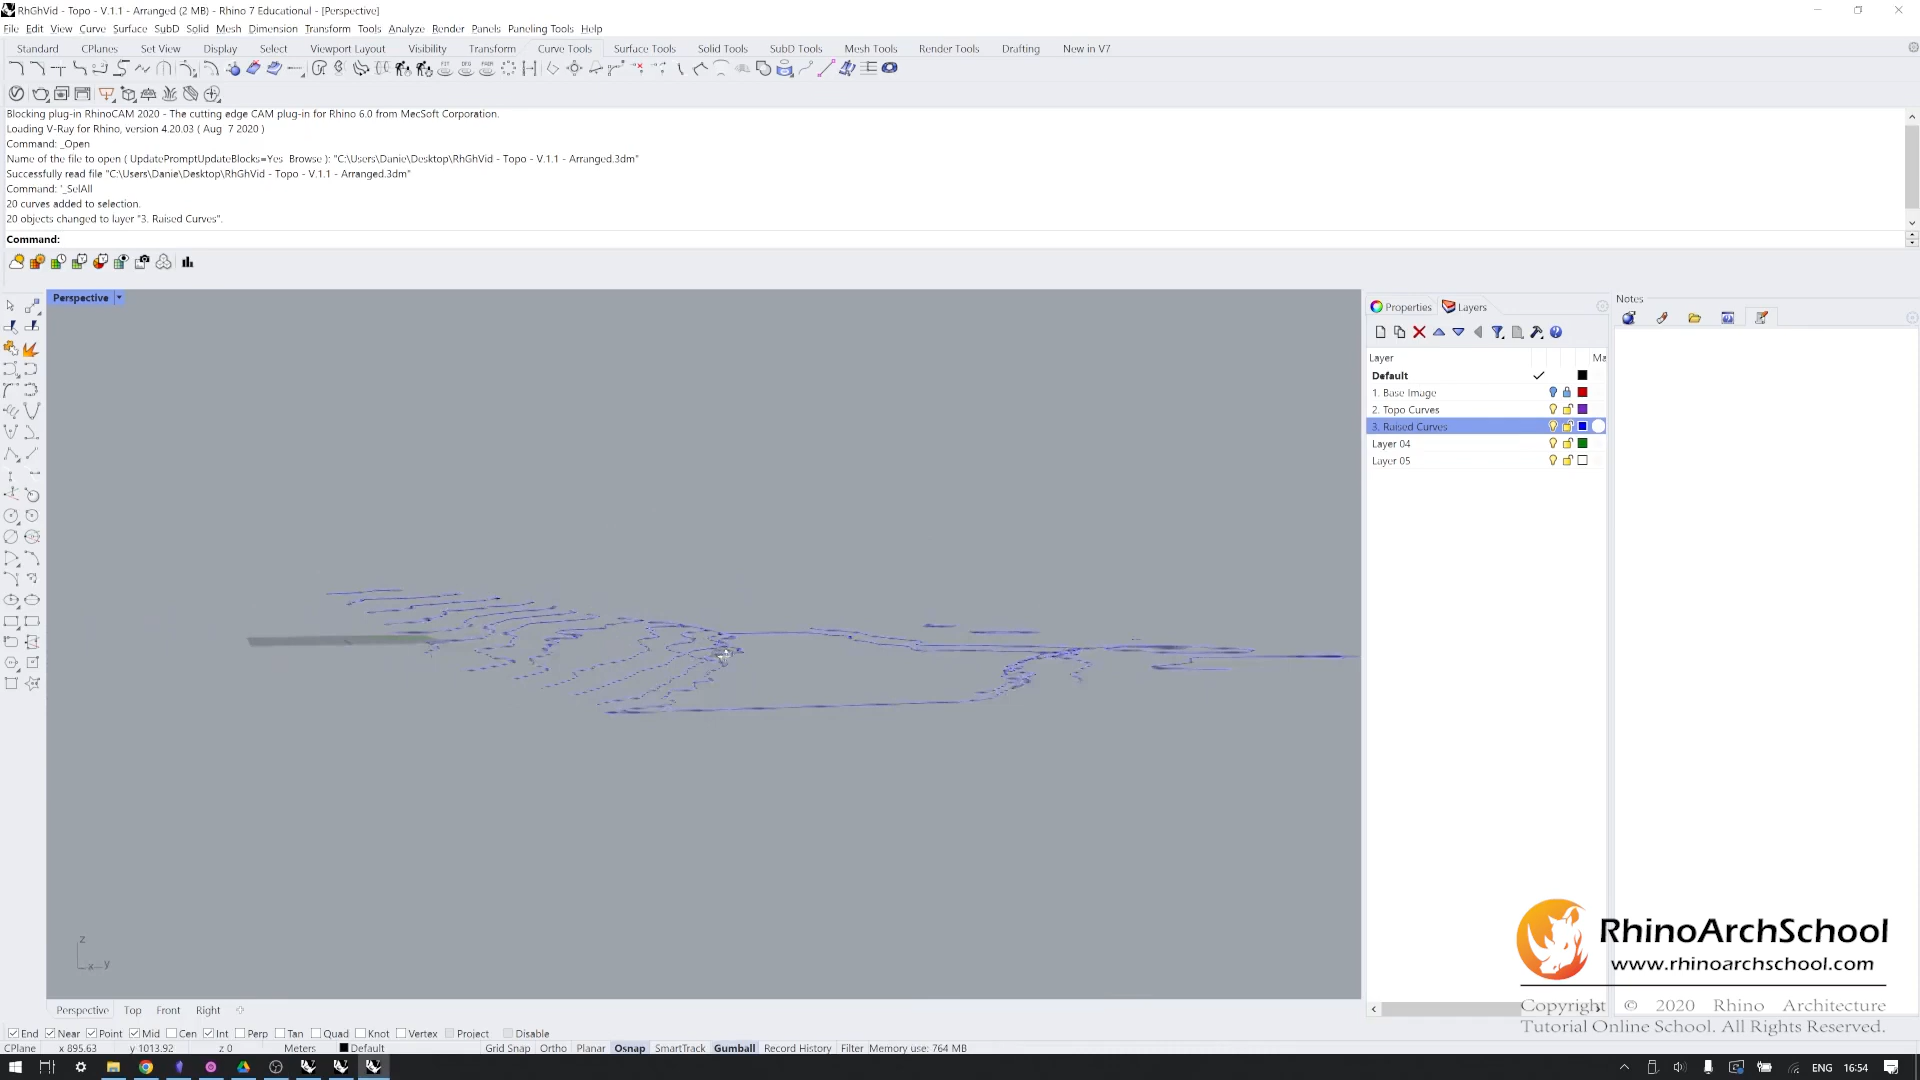 RhGhVid - Topo - V.1.1 - Arranged (2 MB) - Rhino 7 Educational - [Perspective]
File Edit View Curve Surface SubD Solid Mesh Dimension Transform Tools Analyze Render Panels Paneling Tools Help
Standard CPlanes Set View Display Select Viewport Layout Visibility Transform Curve Tools Surface Tools Solid Tools SubD Tools Mesh Tools Render Tools Drafting New in V7
Blocking plug-in RhinoCAM 2020 - The cutting edge CAM plug-in for Rhino 6.0 from MecSoft Corporation.
Loading V-Ray for Rhino, version 4.20.03 ( Aug 7 2020 )
Command: _Open
Name of the file to open ( UpdatePromptUpdateBlocks=Yes Browse ): "C:\Users\Danie\Desktop\RhGhVid - Topo - V.1.1 - Arranged.3dm"
Successfully read file "C:\Users\Danie\Desktop\RhGhVid - Topo - V.1.1 - Arranged.3dm"
Command: '_SelAll
20 curves added to selection.
20 objects changed to layer "3. Raised Curves".
Command:
Perspective
Properties Layers
Notes
Layer Ma
Default
1. Base Image
2. Topo Curves
3. Raised Curves
Layer 04
Layer 05
z
x y
RhinoArchSchool
www.rhinoarchschool.com
Copyright © 2020 Rhino Architecture
Tutorial Online School. All Rights Reserved.
Perspective Top Front Right
End Near Point Mid Cen Int Perp Tan Quad Knot Vertex Project Disable
CPlane x 895.63 y 1013.92 z 0 Meters Default Grid Snap Ortho Planar Osnap SmartTrack Gumball Record History Filter Memory use: 764 MB
ENG 16:54